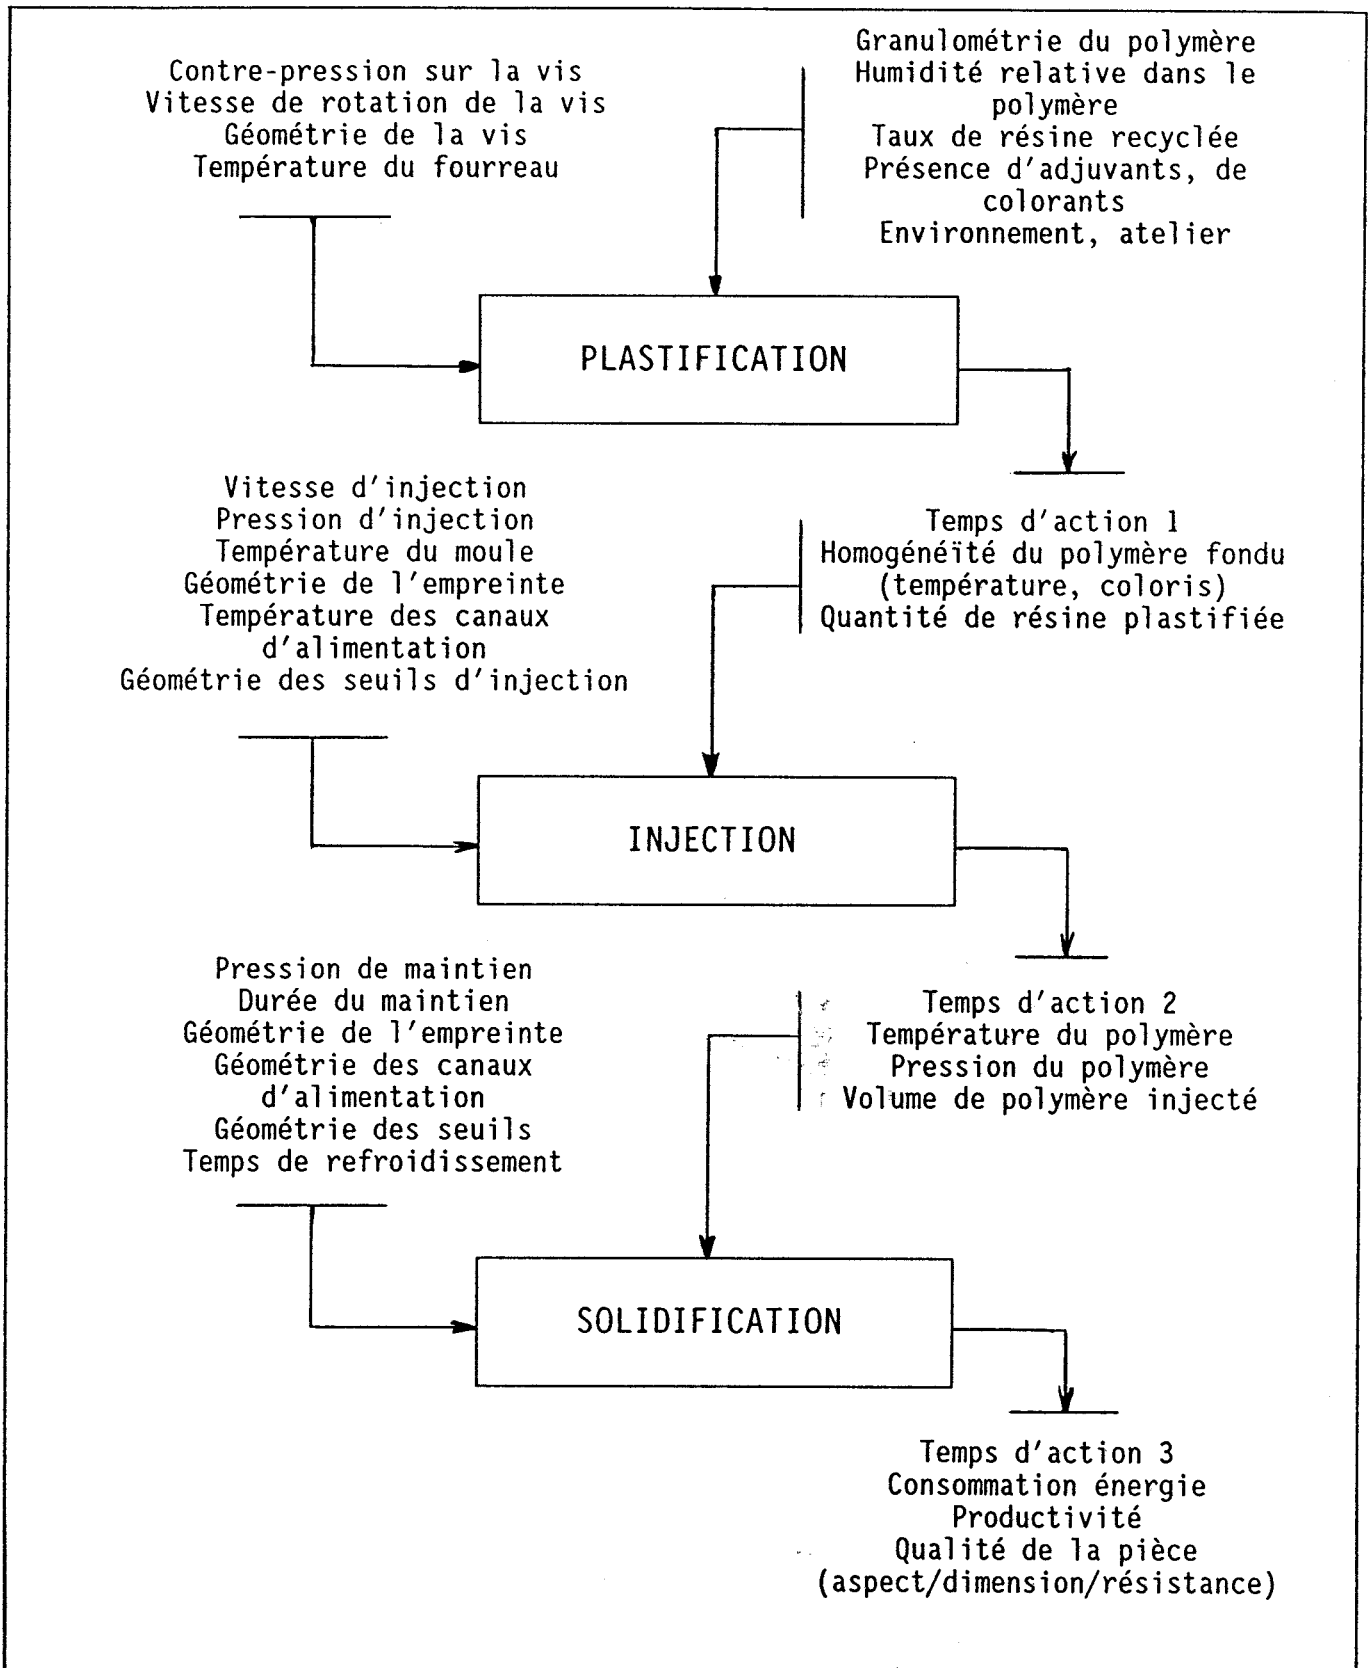 Contre-pression sur la vis
Vitesse de rotation de la vis
Géométrie de la vis
Température du fourreau
Granulométrie du polymère
Humidité relative dans le
polymère
Taux de résine recyclée
Présence d'adjuvants, de
colorants
Environnement, atelier
PLASTIFICATION
Vitesse d'injection
Pression d'injection
Température du moule
Géométrie de l'empreinte
Température des canaux
d'alimentation
Géométrie des seuils d'injection
Temps d'action 1
Homogénéïté du polymère fondu
(température, coloris)
Quantité de résine plastifiée
INJECTION
Pression de maintien
Durée du maintien
Géométrie de l'empreinte
Géométrie des canaux
d'alimentation
Géométrie des seuils
Temps de refroidissement
Temps d'action 2
Température du polymère
Pression du polymère
Volume de polymère injecté
SOLIDIFICATION
Temps d'action 3
Consommation énergie
Productivité
Qualité de la pièce
(aspect/dimension/résistance)